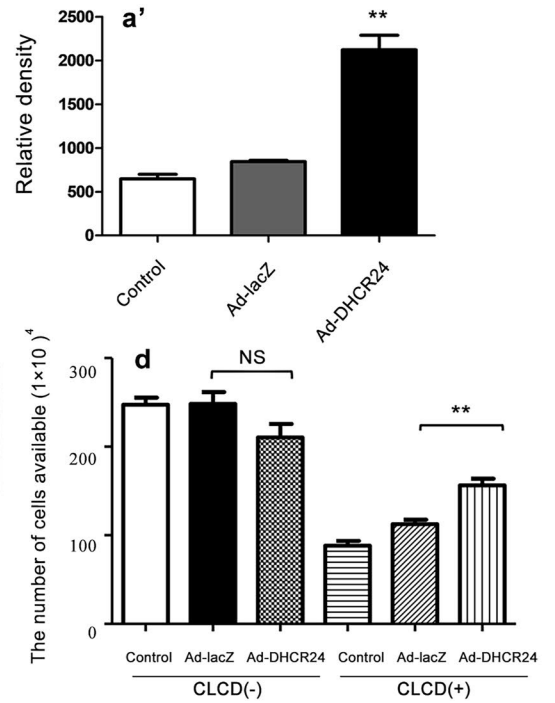 a’
**
2500
2000
1500
1000
500
0
Relative density
Control
Ad-lacZ
Ad-DHCR24
d
NS
**
300
200
100
0
The number of cells available (1×10 )⁴
Control Ad-lacZ Ad-DHCR24 Control Ad-lacZ Ad-DHCR24
CLCD(-) CLCD(+)